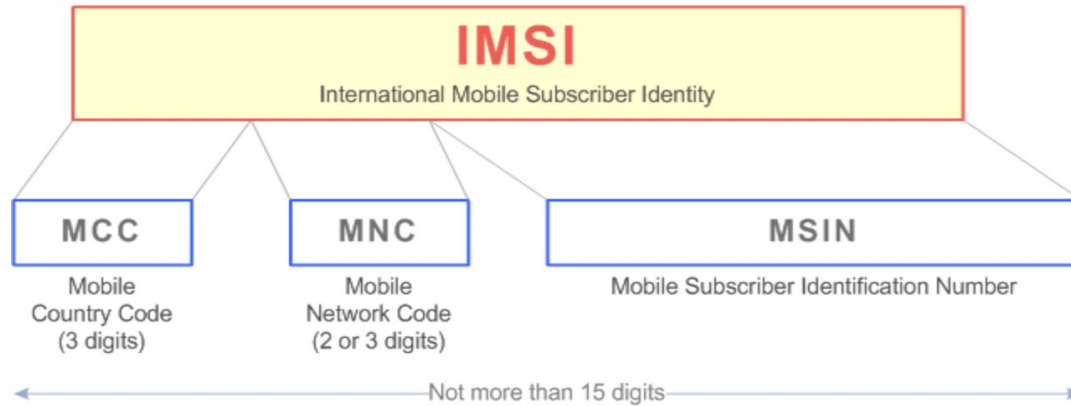 IMSI
International Mobile Subscriber Identity
MCC
MNC
MSIN
Mobile
Country Code
(3 digits)
Mobile
Network Code
(2 or 3 digits)
Mobile Subscriber Identification Number
Not more than 15 digits